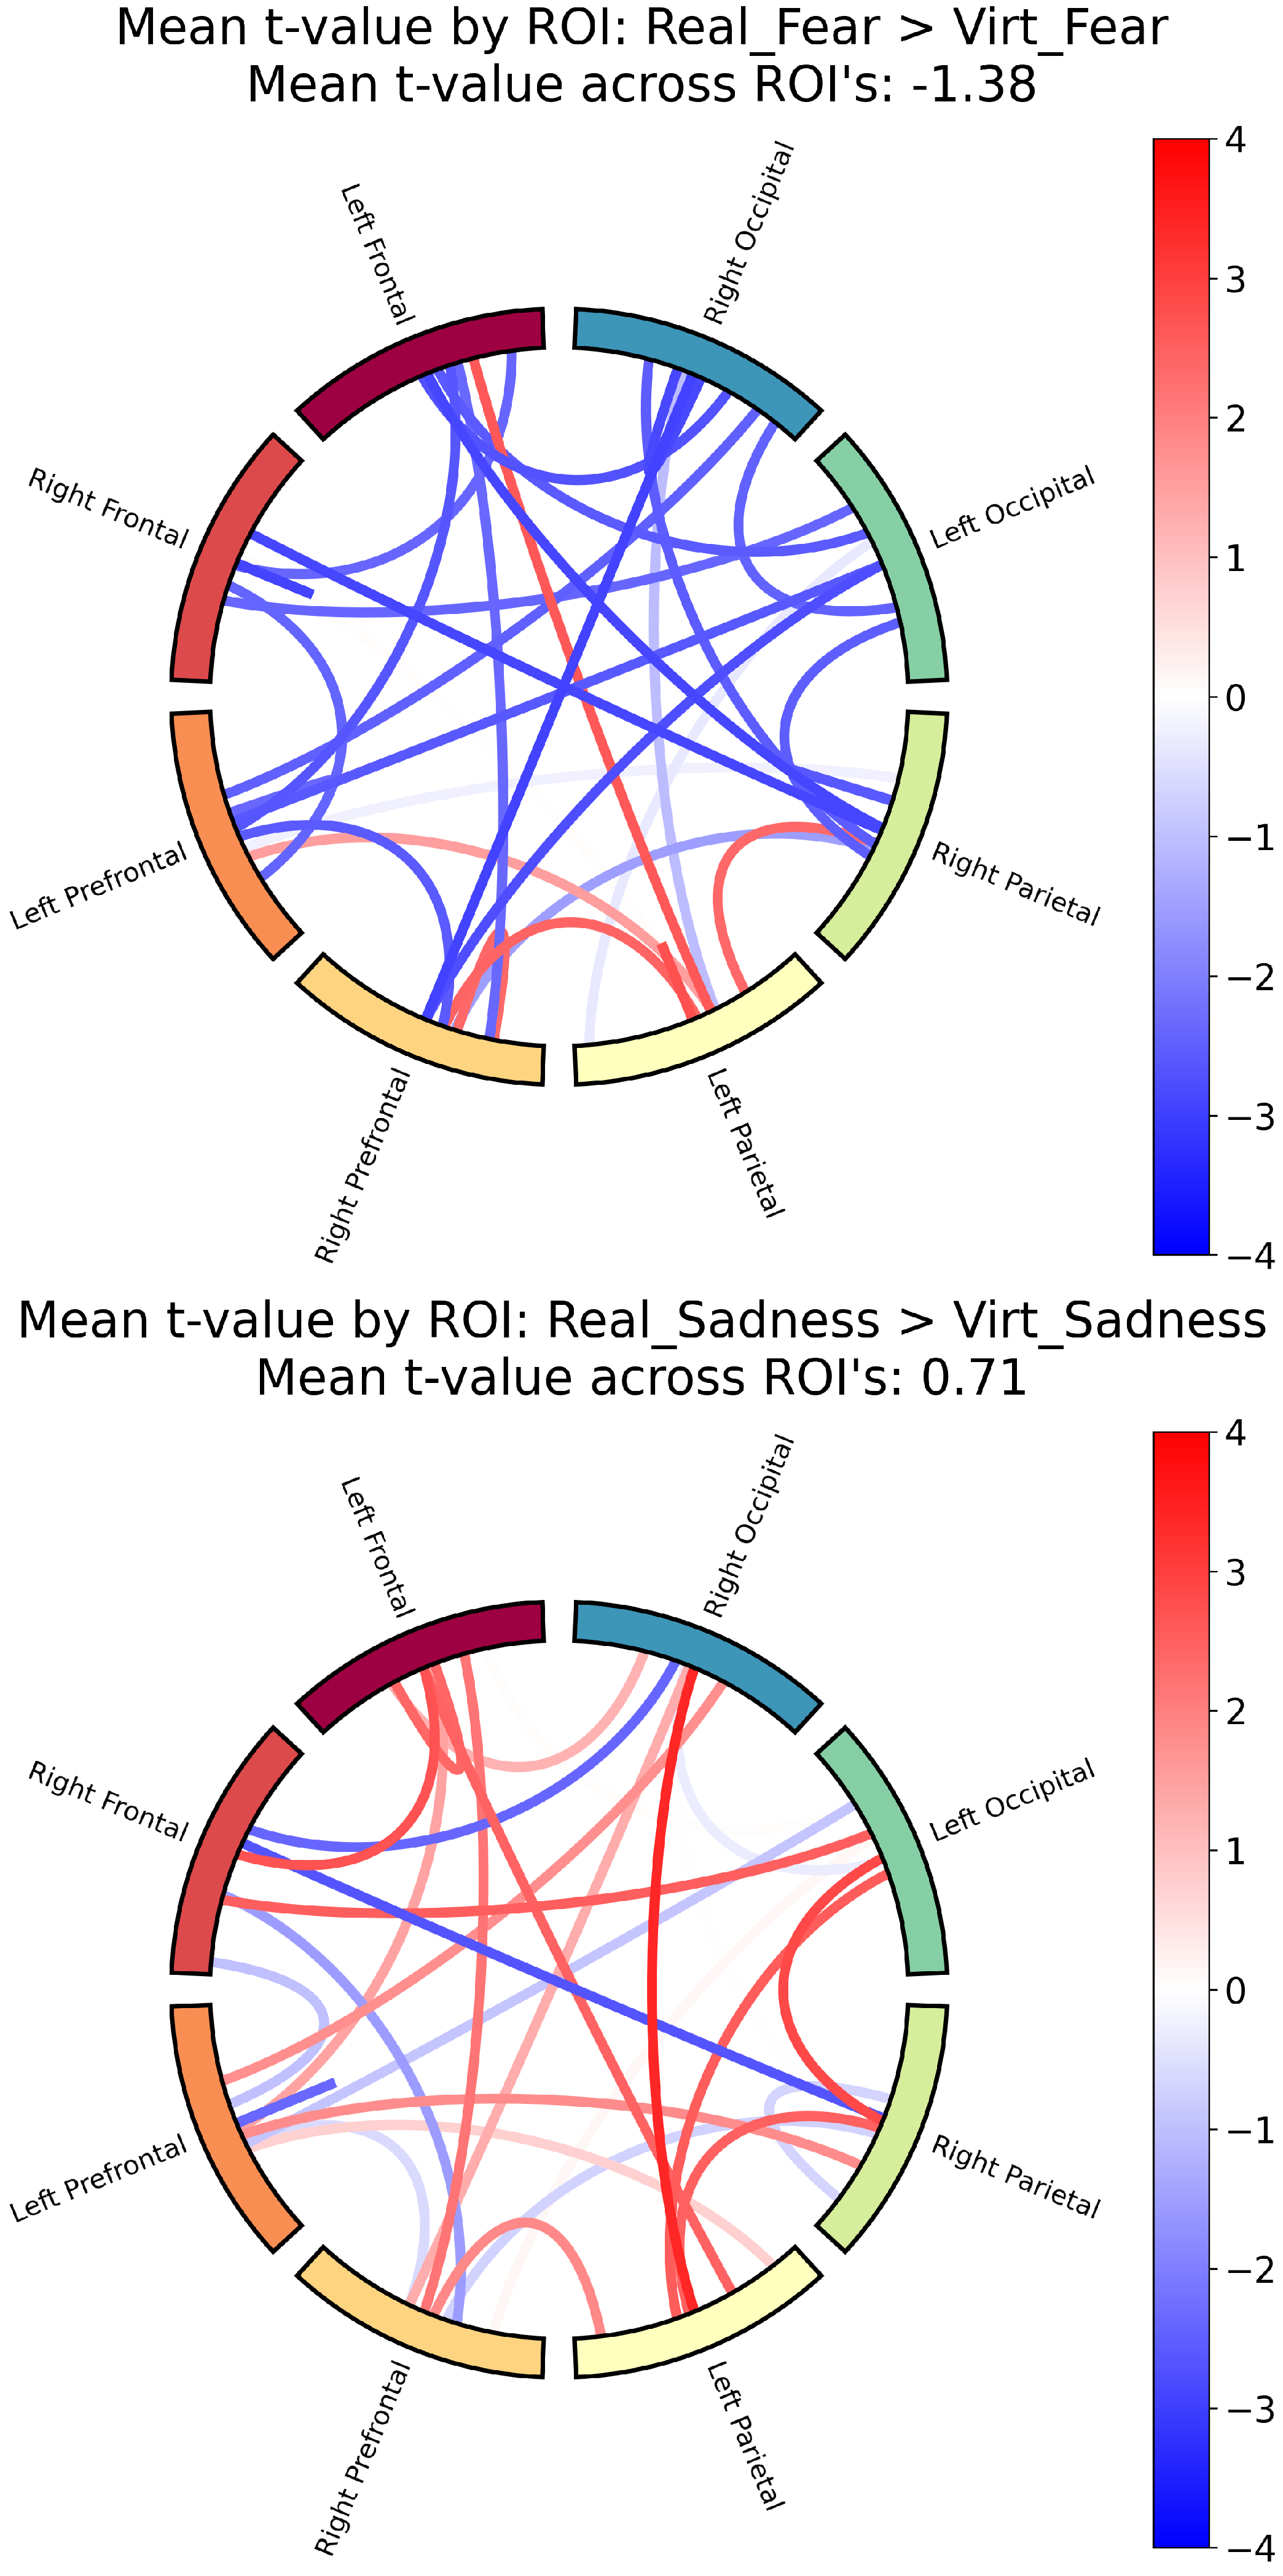 Mean t-value by ROI: Real_Fear > Virt_Fear
Mean t-value across ROI's: -1.38
Left Frontal
Right Occipital
Right Frontal
Left Occipital
Left Prefrontal
Right Parietal
Right Prefrontal
Left Parietal
4
3
2
1
0
−1
−2
−3
−4
Mean t-value by ROI: Real_Sadness > Virt_Sadness
Mean t-value across ROI's: 0.71
Left Frontal
Right Occipital
Right Frontal
Left Occipital
Left Prefrontal
Right Parietal
Right Prefrontal
Left Parietal
4
3
2
1
0
−1
−2
−3
−4